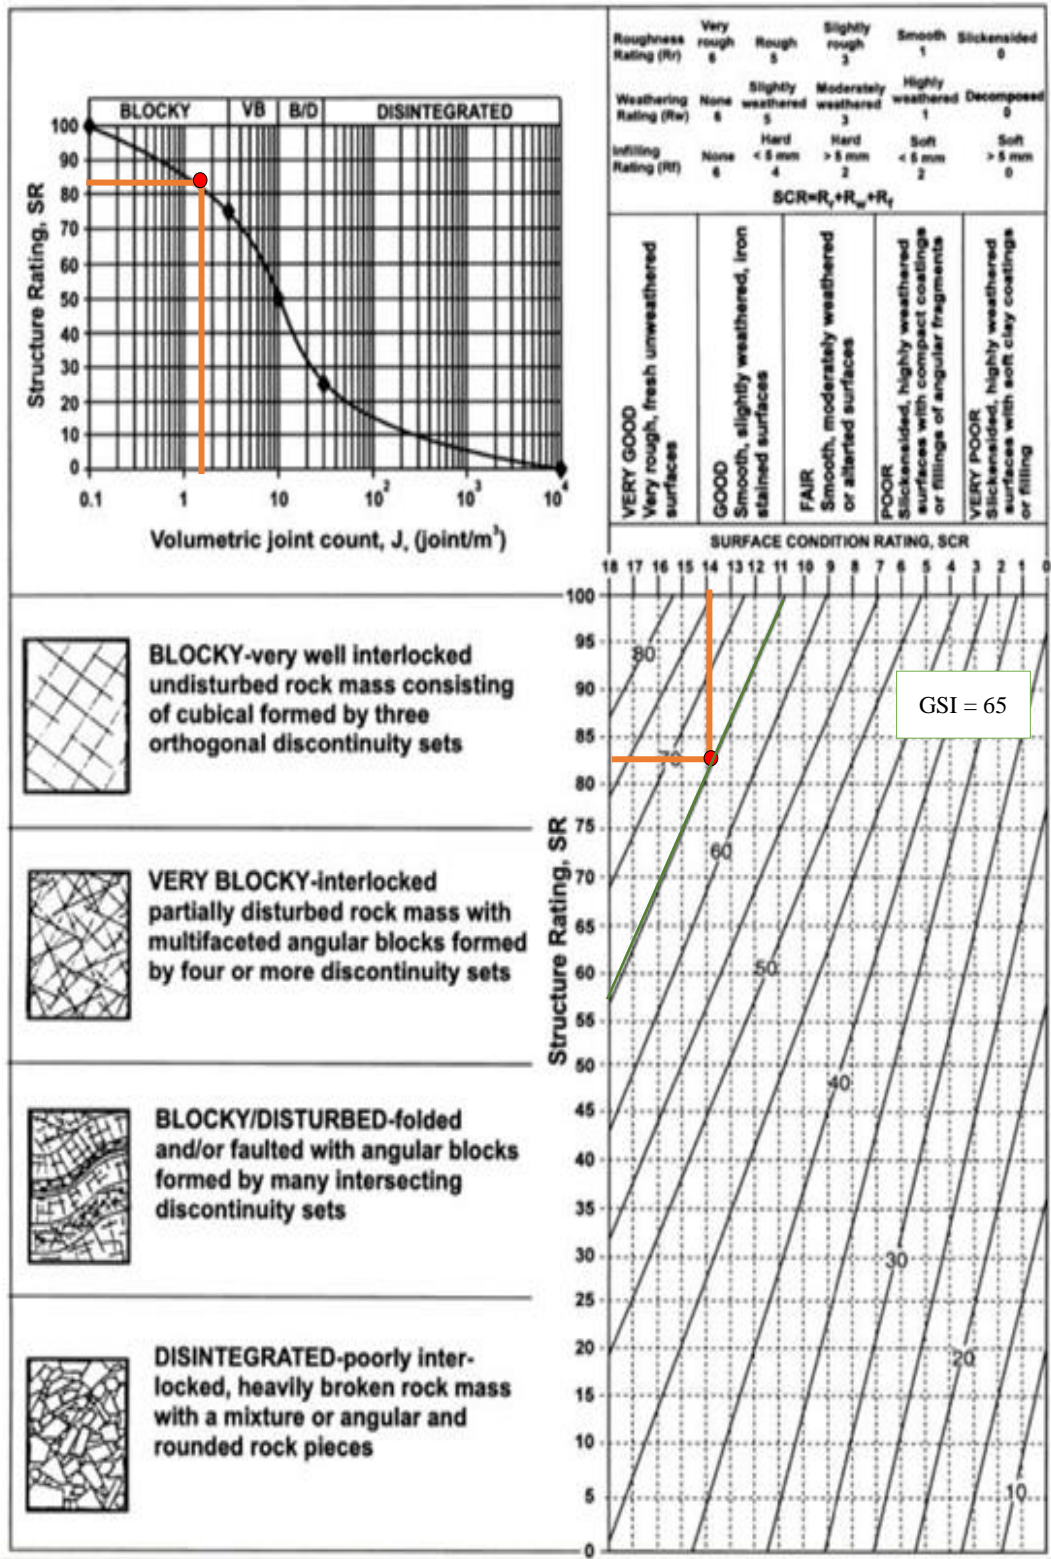 BLOCKY VB B/D DISINTEGRATED
100
90
80
70
60
50
40
30
20
10
0
Structure Rating, SR
0.1 1 10 10² 10³ 10⁴
Volumetric joint count, Jᵥ (joint/m³)
Roughness Rating (Rr)
Very rough 6
Rough 5
Slightly rough 3
Smooth 1
Slickensided 0
Weathering Rating (Rw)
None 6
Slightly weathered 5
Moderately weathered 3
Highly weathered 1
Decomposed 0
Infilling Rating (Rf)
None 6
Hard < 5 mm 4
Hard > 5 mm 2
Soft < 5 mm 2
Soft > 5 mm 0
SCR=Rr+Rw+Rf
VERY GOOD
Very rough, fresh unweathered
surfaces
GOOD
Smooth, slightly weathered, iron
stained surfaces
FAIR
Smooth, moderately weathered
or alterted surfaces
POOR
Slickensided, highly weathered
surfaces with compact coatings
or fillings of angular fragments
VERY POOR
Slickensided, highly weathered
surfaces with soft clay coatings
or filling
SURFACE CONDITION RATING, SCR
18 17 16 15 14 13 12 11 10 9 8 7 6 5 4 3 2 1 0
BLOCKY-very well interlocked
undisturbed rock mass consisting
of cubical formed by three
orthogonal discontinuity sets
VERY BLOCKY-interlocked
partially disturbed rock mass with
multifaceted angular blocks formed
by four or more discontinuity sets
BLOCKY/DISTURBED-folded
and/or faulted with angular blocks
formed by many intersecting
discontinuity sets
DISINTEGRATED-poorly inter-
locked, heavily broken rock mass
with a mixture or angular and
rounded rock pieces
Structure Rating, SR
100
95
90
85
80
75
70
65
60
55
50
45
40
35
30
25
20
15
10
5
0
80
GSI = 65
70
60
50
40
30
20
10